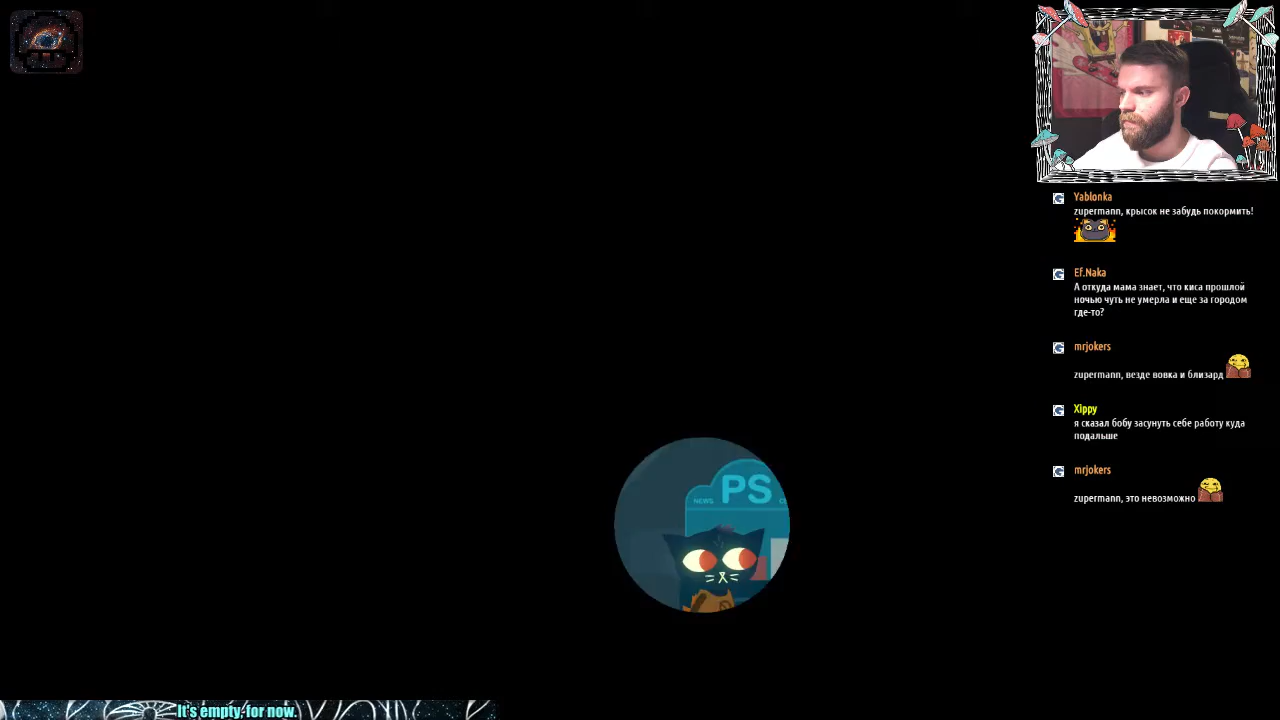 Yablonka
zupermann, крысок не забудь покормить!
Ef.Naka
А откуда мама знает, что киса прошлой
ночью чуть не умерла и еще за городом
где-то?
mrjokers
zupermann, везде вовка и близард
Xippy
я сказал бобу засунуть себе работу куда
подальше
mrjokers
zupermann, это невозможно
PS
NEWS
It's empty for now.